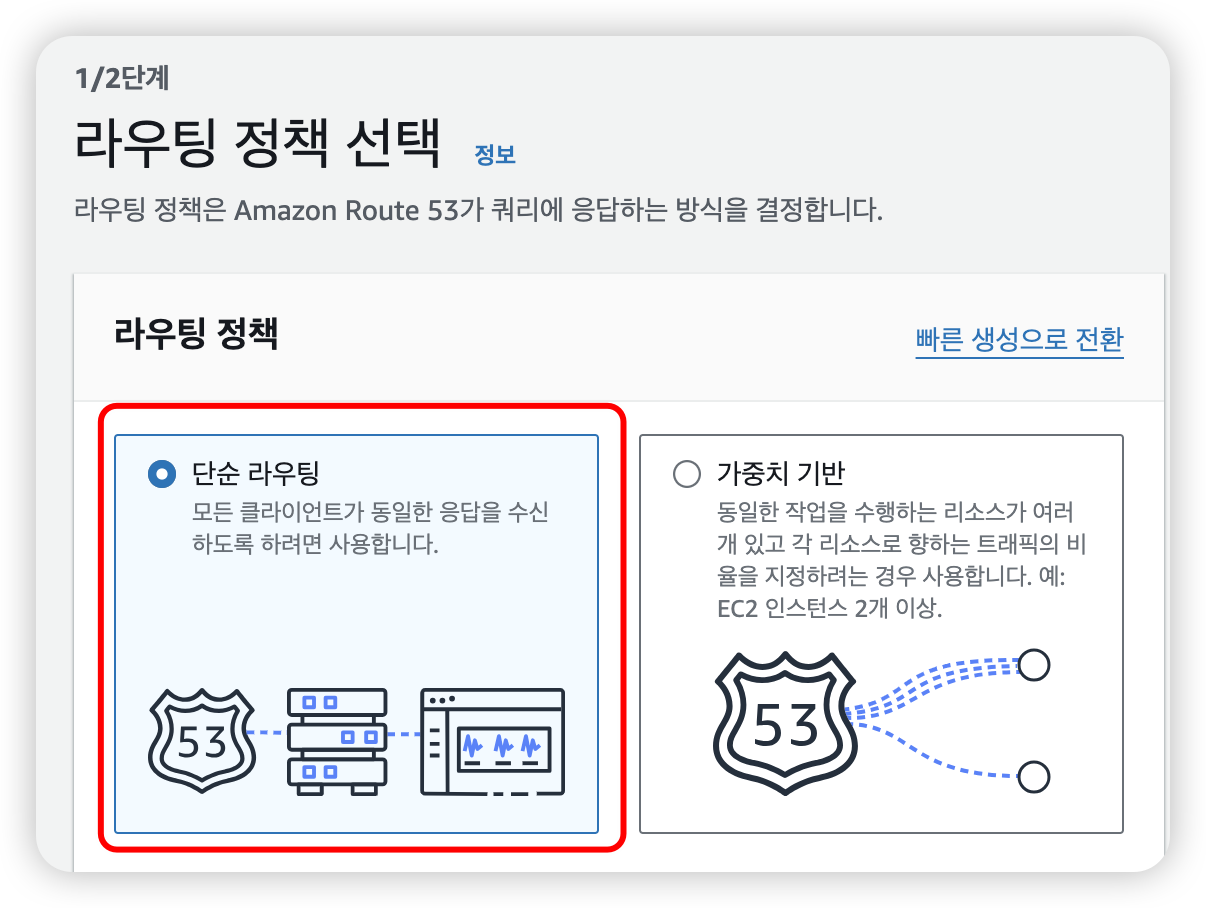 1/2단계
라우팅 정책 선택 정보
라우팅 정책은 Amazon Route 53가 쿼리에 응답하는 방식을 결정합니다.
라우팅 정책
빠른 생성으로 전환
단순 라우팅
모든 클라이언트가 동일한 응답을 수신
하도록 하려면 사용합니다.
53
가중치 기반
동일한 작업을 수행하는 리소스가 여러
개 있고 각 리소스로 향하는 트래픽의 비
율을 지정하려는 경우 사용합니다. 예:
EC2 인스턴스 2개 이상.
53